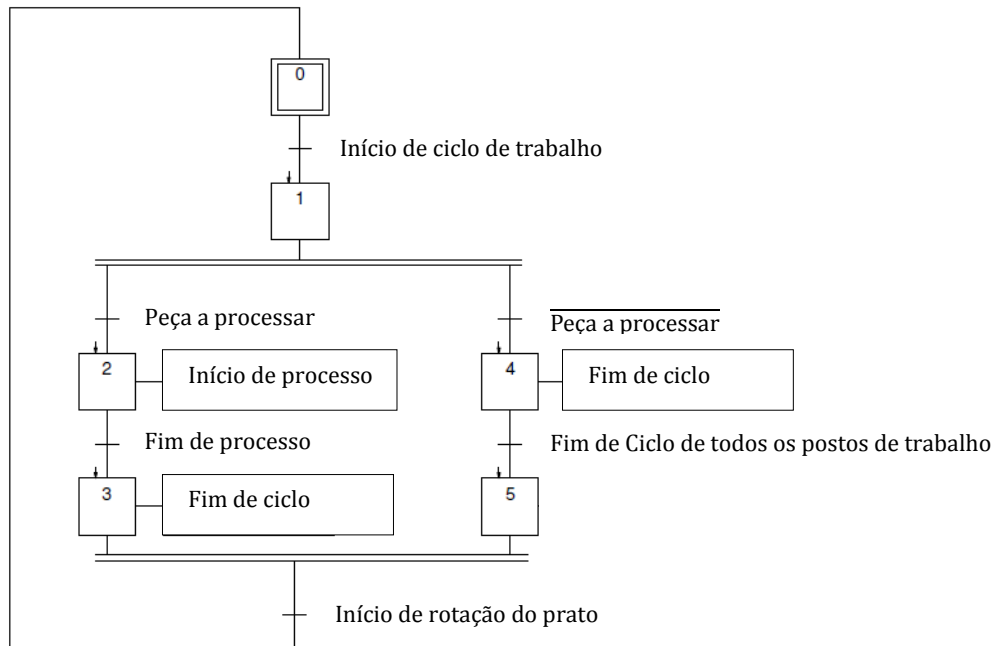 0
Início de ciclo de trabalho
1
Peça a processar
Peça a processar
2
Início de processo
4
Fim de ciclo
Fim de processo
Fim de Ciclo de todos os postos de trabalho
3
Fim de ciclo
5
Início de rotação do prato